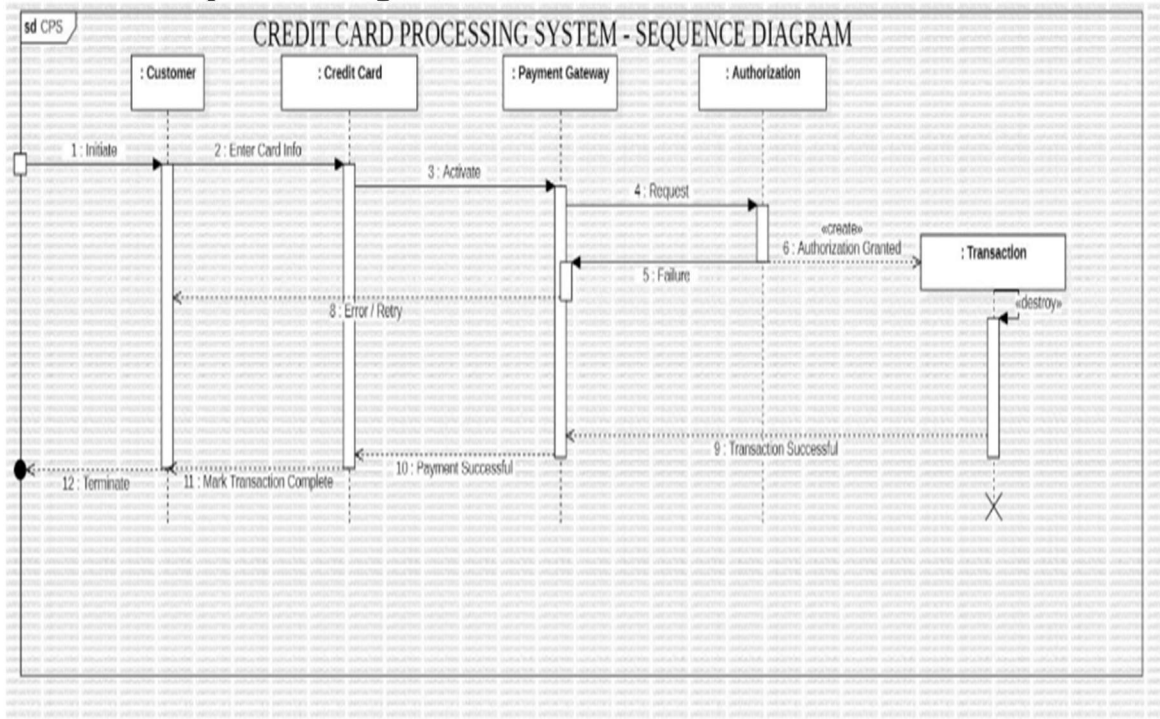 sd CPS
CREDIT CARD PROCESSING SYSTEM - SEQUENCE DIAGRAM
: Customer
: Credit Card
: Payment Gateway
: Authorization
1 : Initiate
2 : Enter Card Info
3 : Activate
4 : Request
«create»
6 : Authorization Granted
: Transaction
5 : Failure
«destroy»
8 : Error / Retry
9 : Transaction Successful
10 : Payment Successful
11 : Mark Transaction Complete
12 : Terminate